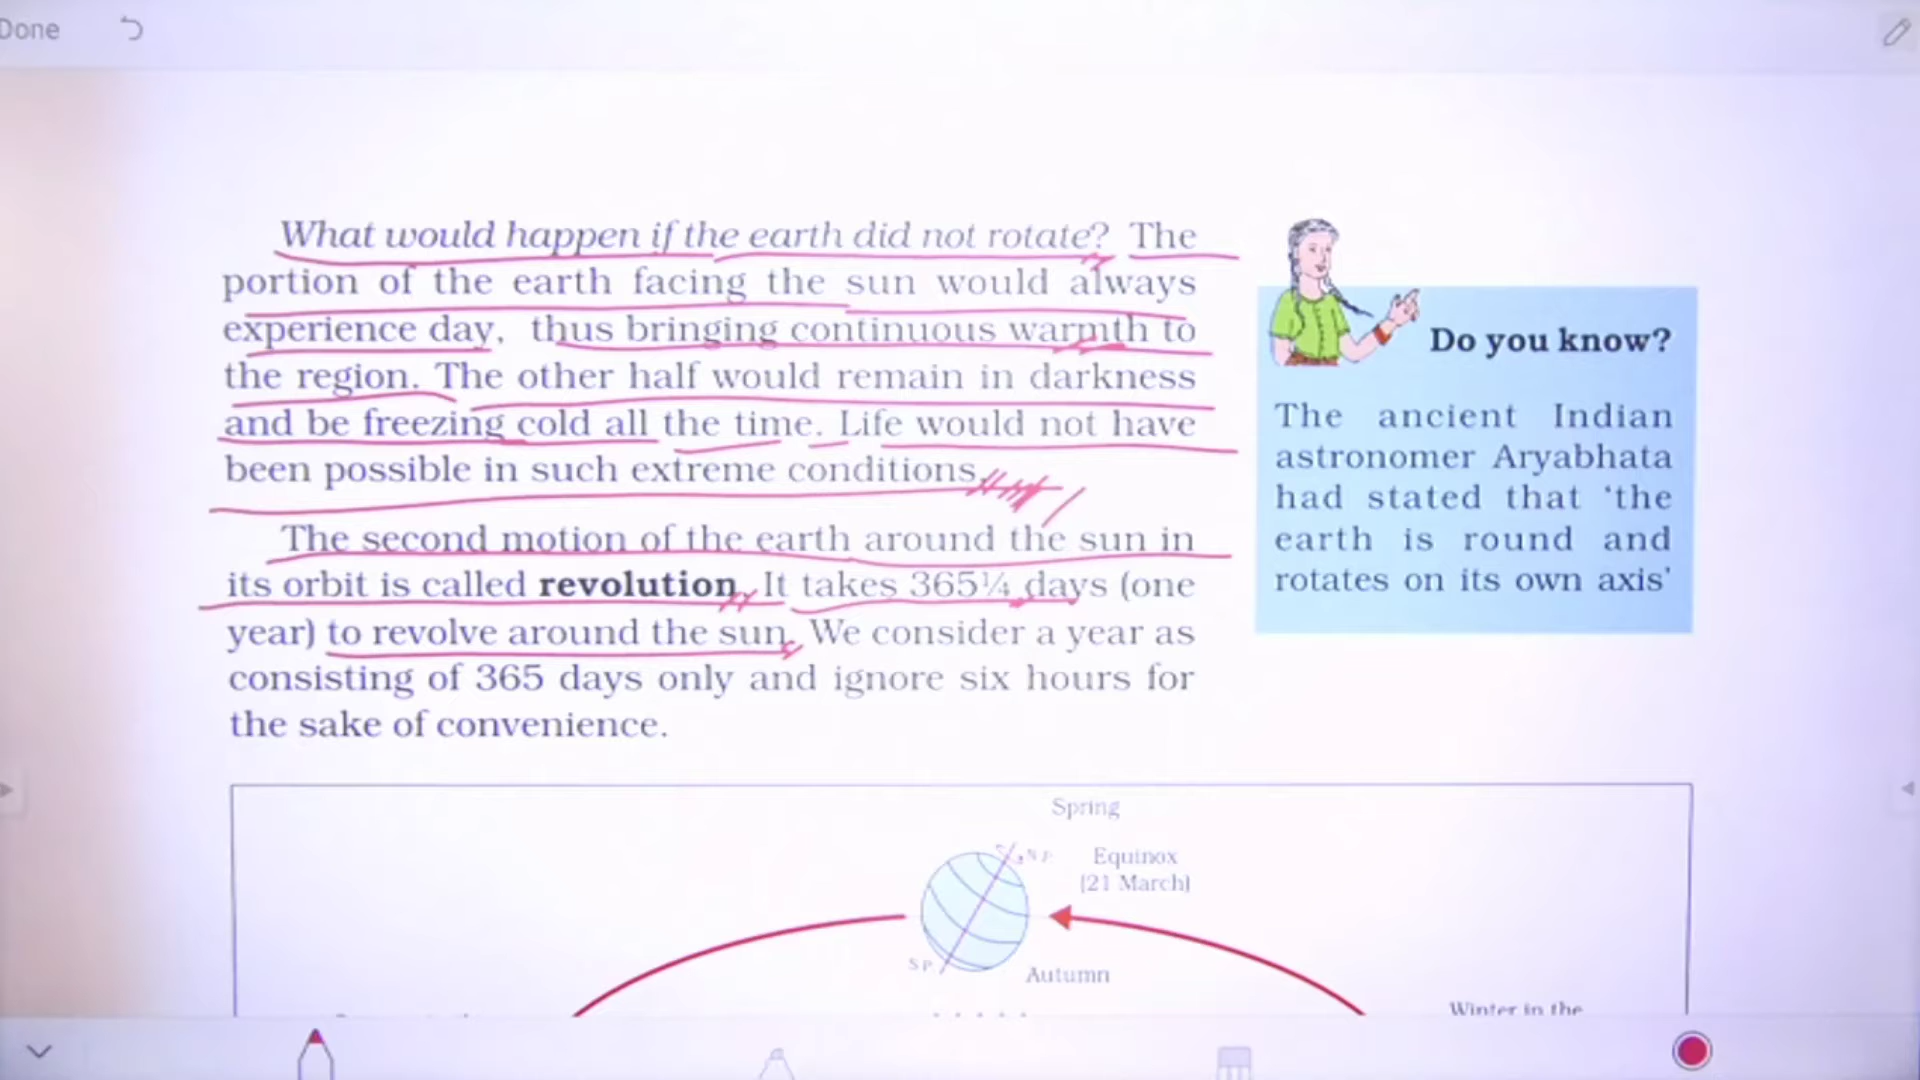 Done
What would happen if the earth did not rotate? The
portion of the earth facing the sun would always
experience day, thus bringing continuous warmth to
the region. The other half would remain in darkness
and be freezing cold all the time. Life would not have
been possible in such extreme conditions.
The second motion of the earth around the sun in
its orbit is called revolution. It takes 365¼ days (one
year) to revolve around the sun. We consider a year as
consisting of 365 days only and ignore six hours for
the sake of convenience.
Do you know?
The ancient Indian
astronomer Aryabhata
had stated that ‘the
earth is round and
rotates on its own axis’
Spring
N P.
Equinox
(21 March)
S P.
Autumn
Winter in the